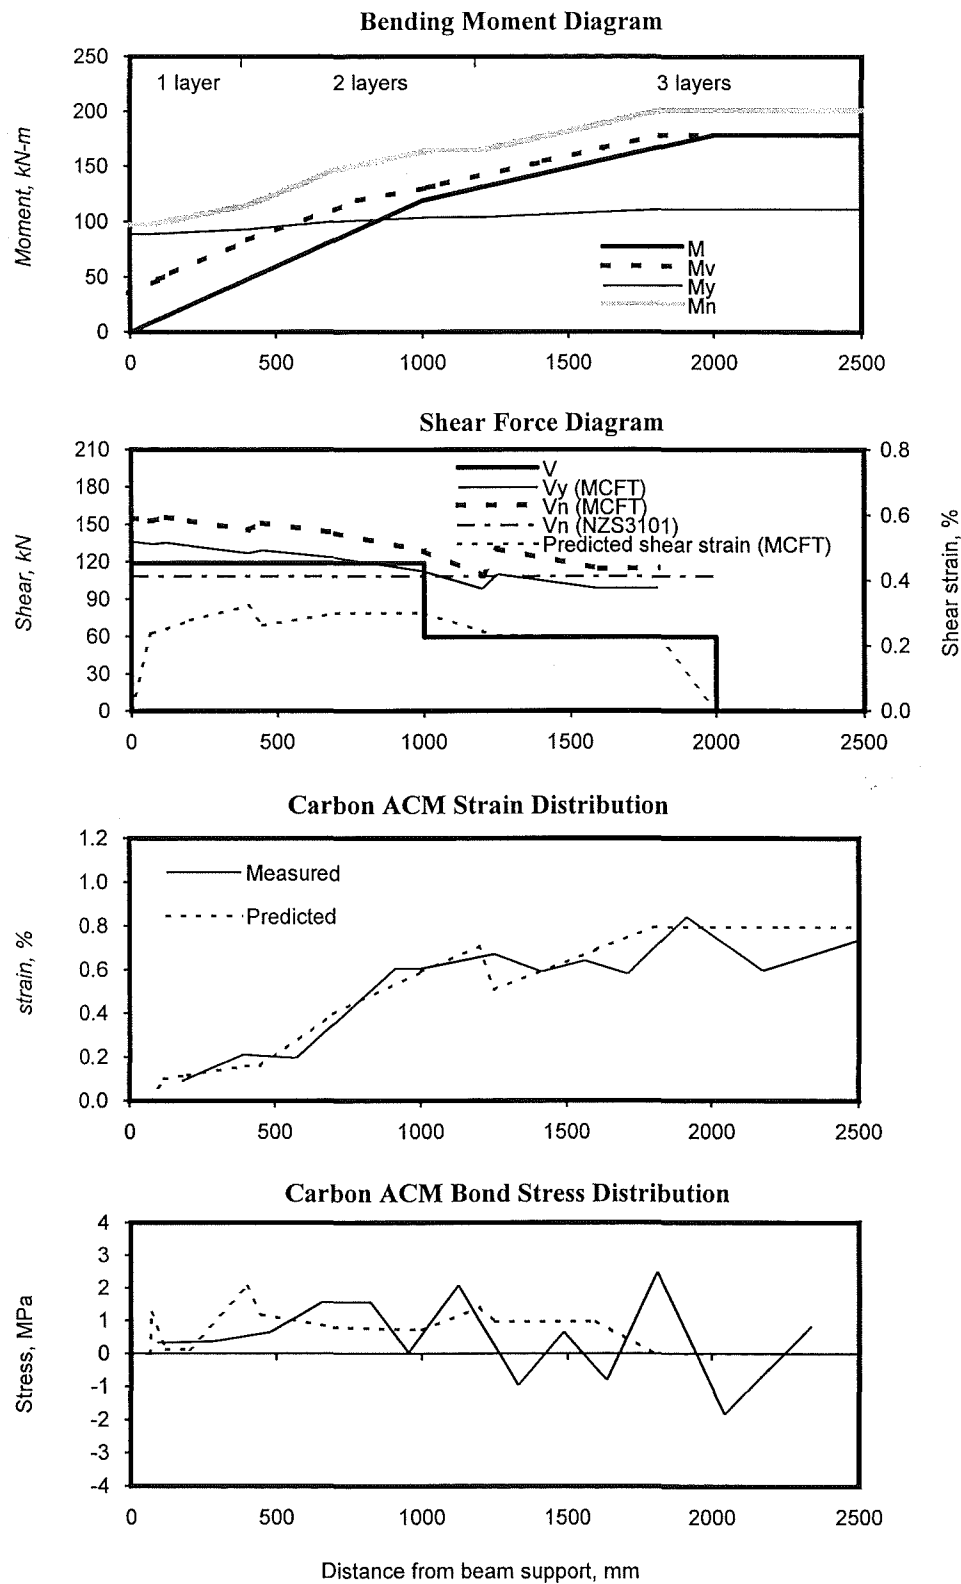 Bending Moment Diagram
250
1 layer 2 layers 3 layers
200
150
100
50
0
Moment, kN-m
M
Mv
My
Mn
0 500 1000 1500 2000 2500
Shear Force Diagram
210
180
150
120
90
60
30
0
Shear, kN
V
Vy (MCFT)
Vn (MCFT)
Vn (NZS3101)
Predicted shear strain (MCFT)
0.8
0.6
0.4
0.2
0.0
Shear strain, %
0 500 1000 1500 2000 2500
Carbon ACM Strain Distribution
1.2
1.0
0.8
0.6
0.4
0.2
0.0
strain, %
Measured
Predicted
0 500 1000 1500 2000 2500
Carbon ACM Bond Stress Distribution
4
3
2
1
0
-1
-2
-3
-4
Stress, MPa
0 500 1000 1500 2000 2500
Distance from beam support, mm